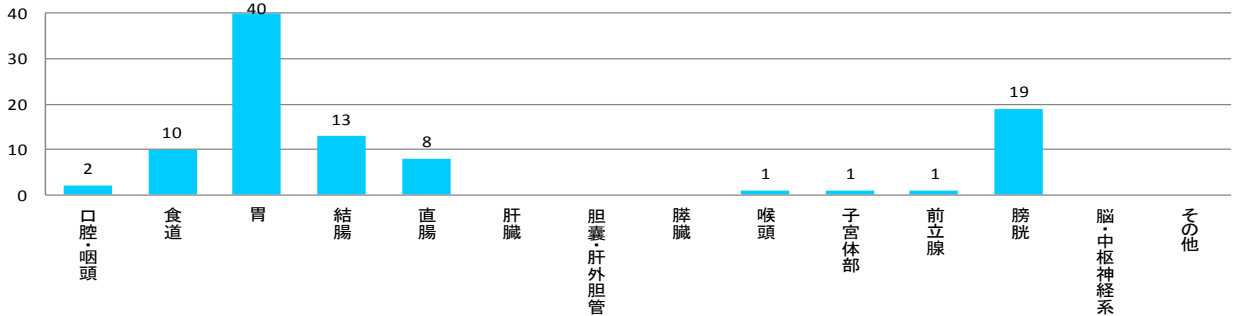 40
30
20
10
0
2
10
40
13
8
1
1
1
19
口腔・咽頭
食道
胃
結腸
直腸
肝臓
胆嚢・肝外胆管
膵臓
喉頭
子宮体部
前立腺
膀胱
脳・中枢神経系
その他